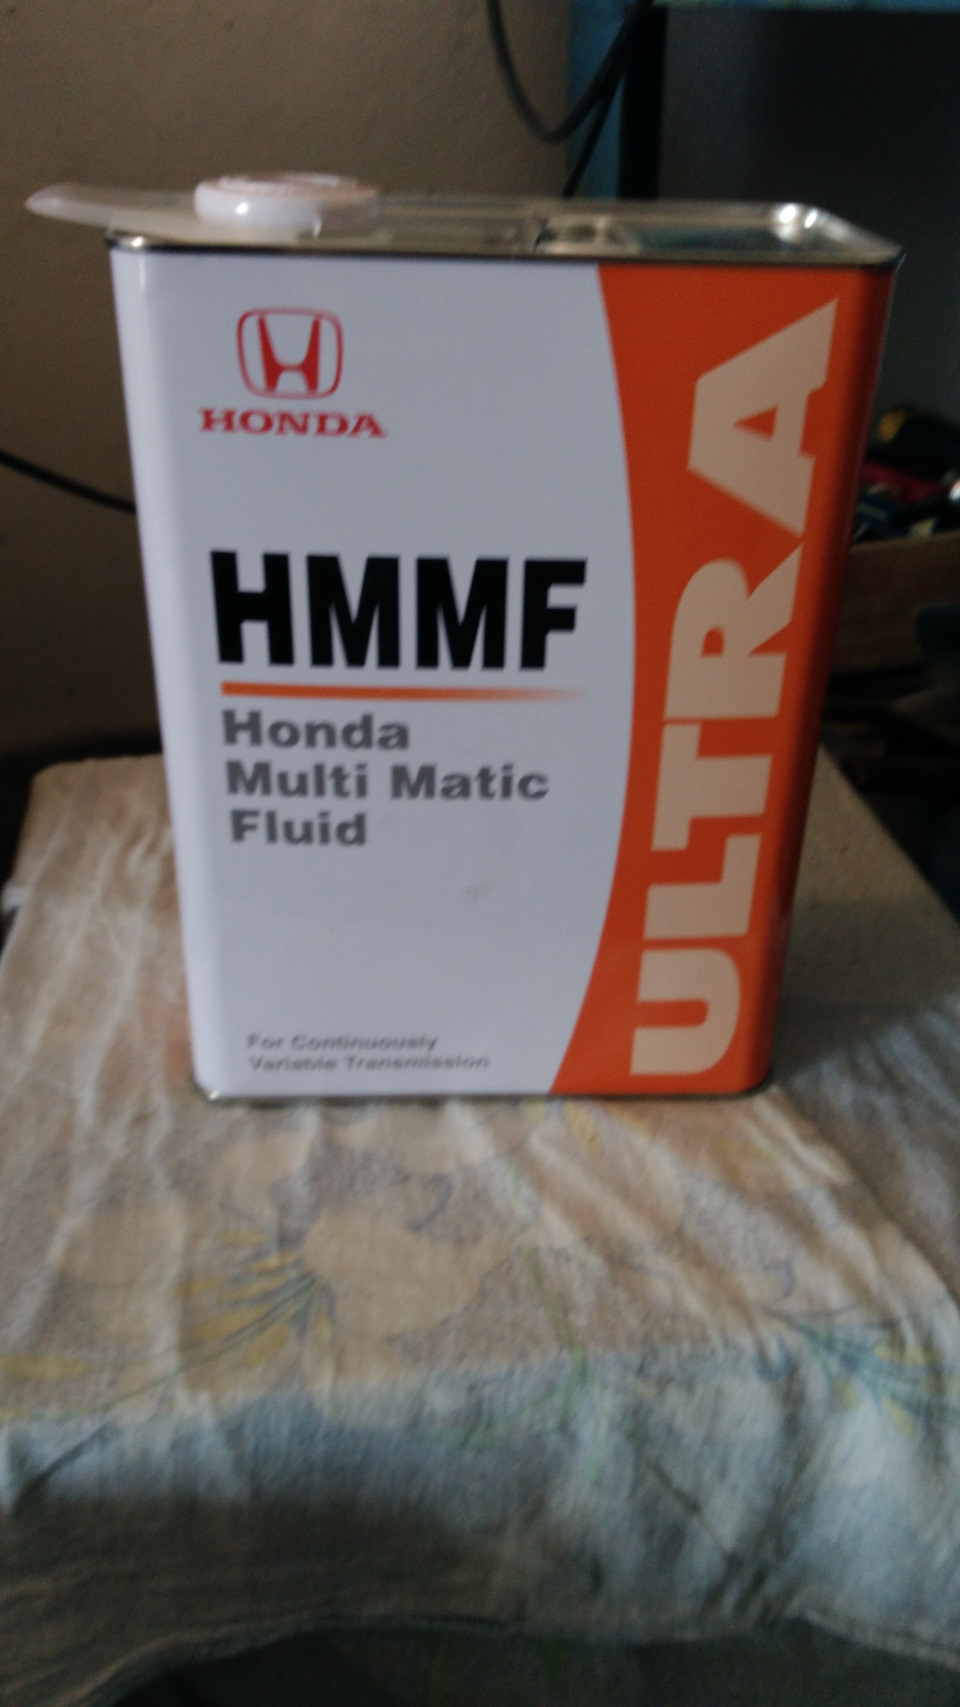 HONDA
HMMF
Honda
Multi Matic
Fluid
For Continuously
Variable Transmission
ULTRA